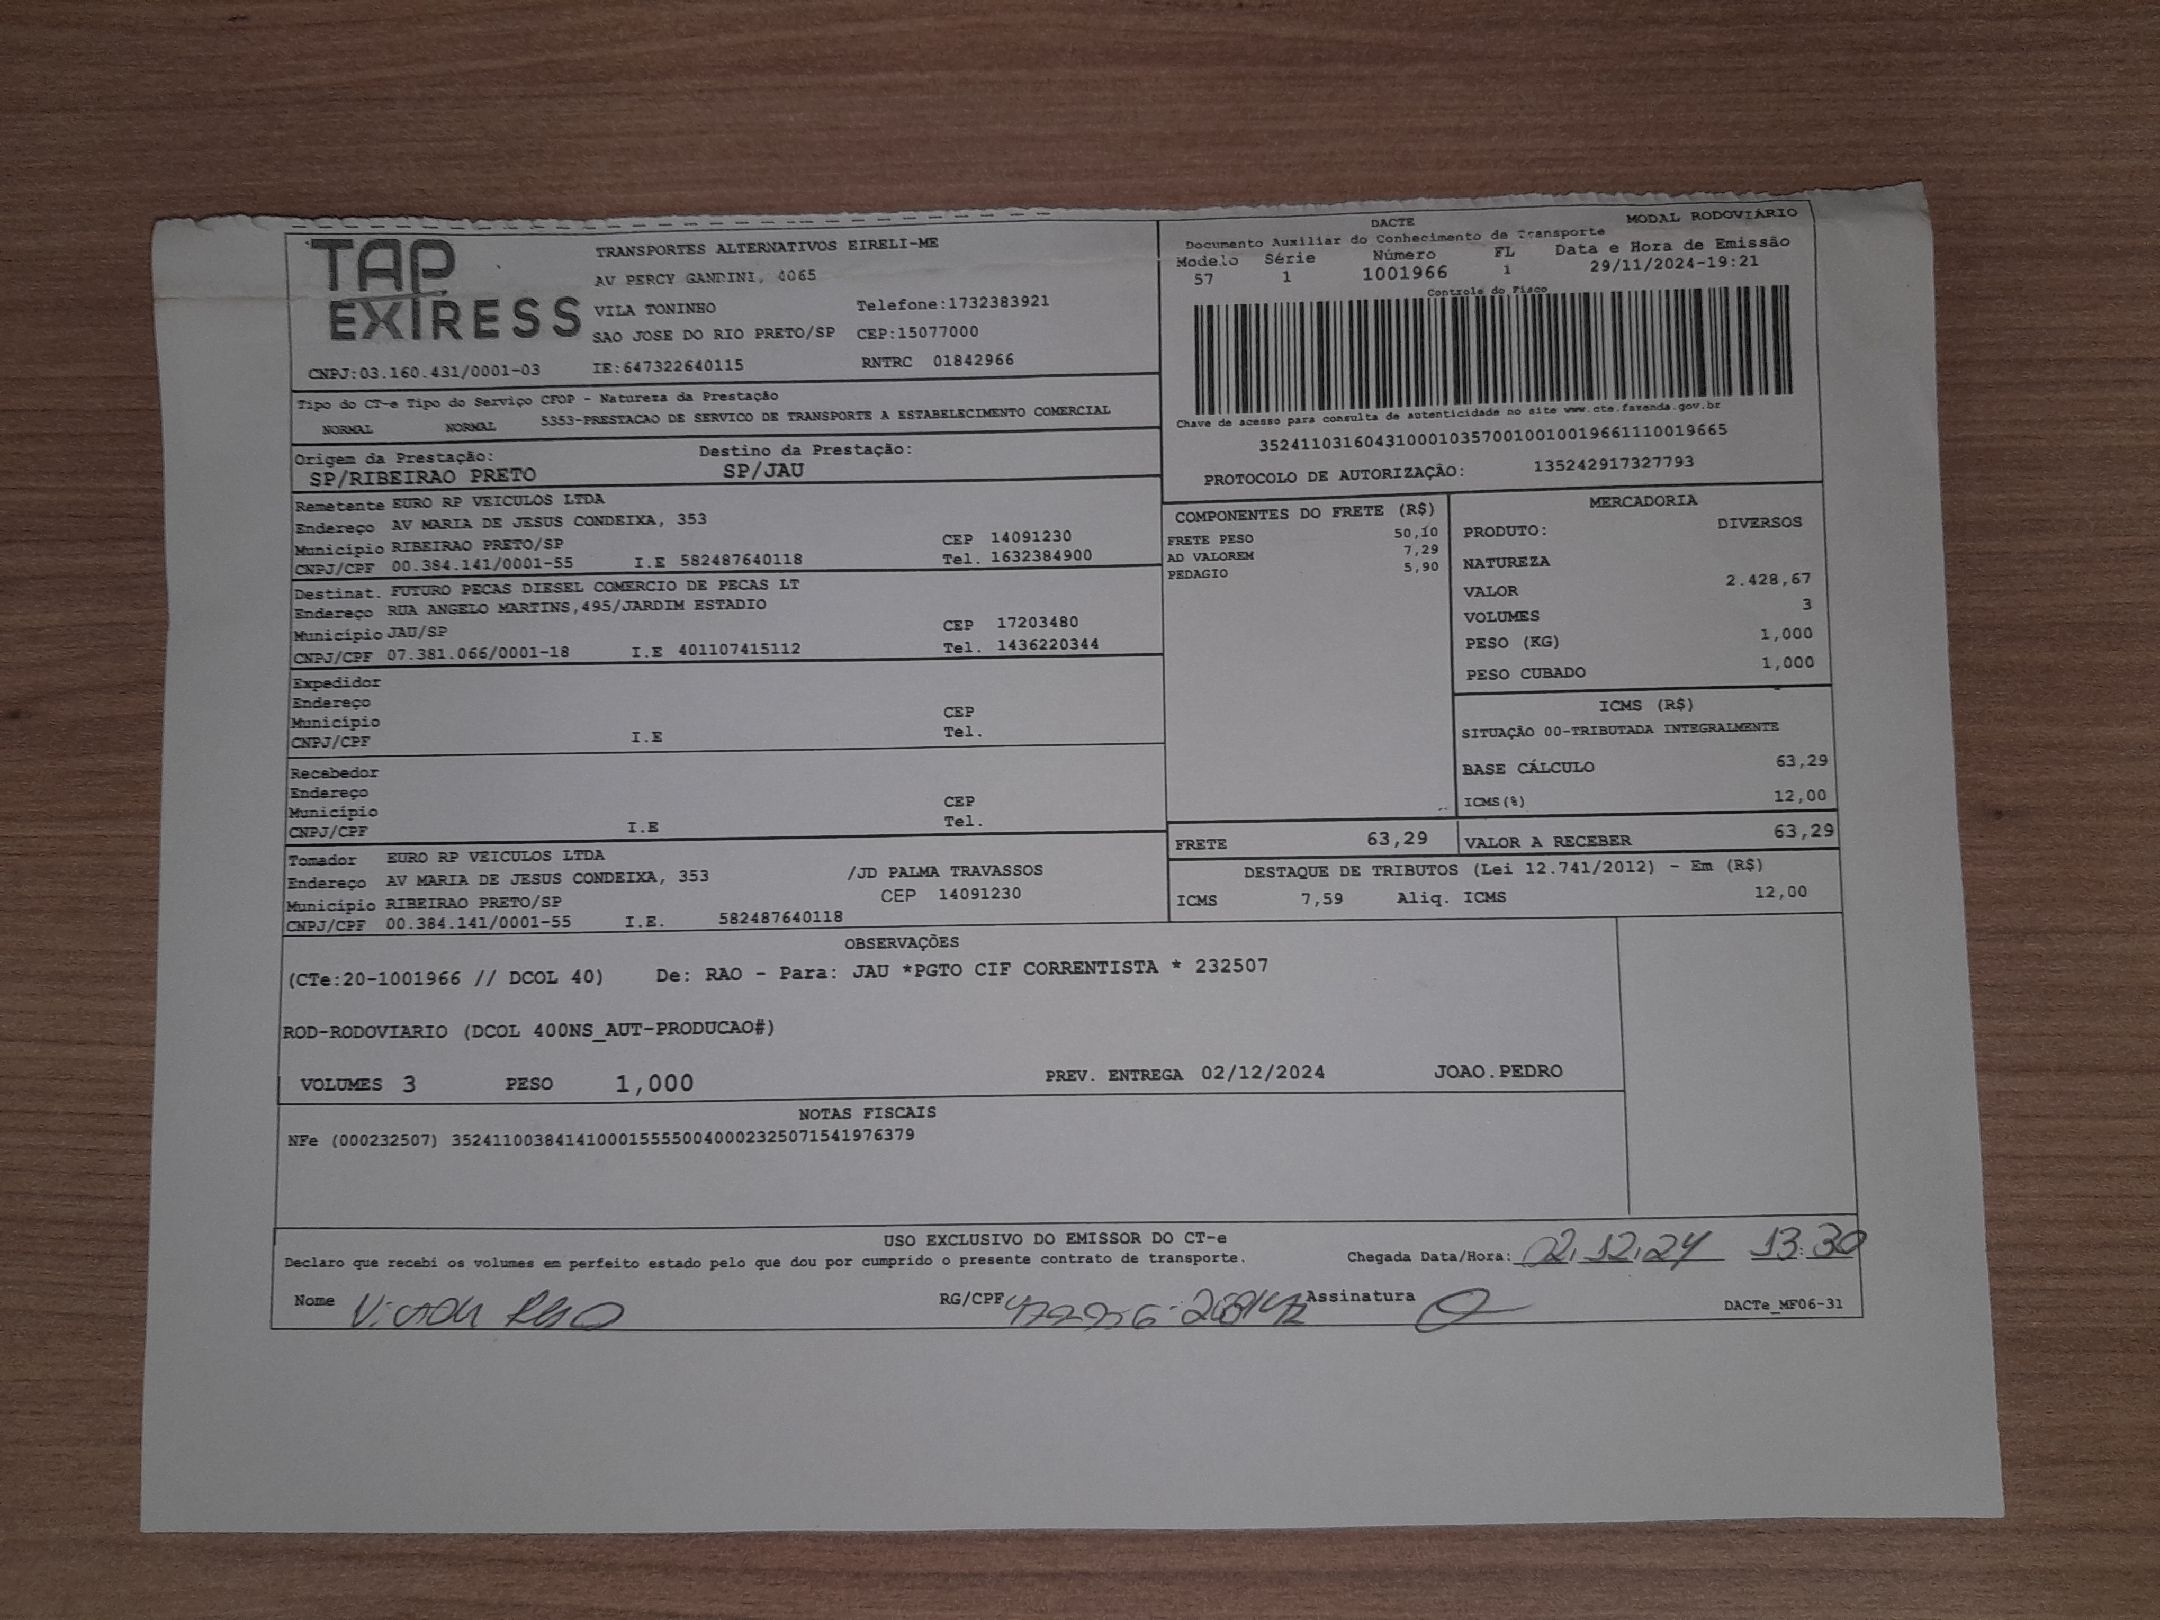 TAP
EXPRESS
TRANSPORTES ALTERNATIVOS EIRELI-ME
AV PERCY GANDINI, 4065
VILA TONINHO Telefone:1732383921
SAO JOSE DO RIO PRETO/SP CEP:15077000
CNPJ:03.160.431/0001-03 IE:647322640115 RNTRC 01842966
DACTE MODAL RODOVIÁRIO
Documento Auxiliar do Conhecimento de Transporte
Modelo Série Número FL Data e Hora de Emissão
57 1 1001966 1 29/11/2024-19:21
Controle do Fisco
Chave de acesso para consulta de autenticidade no site www.cte.fazenda.gov.br
35241103160431000103570010010019661110019665
PROTOCOLO DE AUTORIZAÇÃO: 135242917327793
Tipo do CT-e Tipo do Serviço CFOP - Natureza da Prestação
NORMAL NORMAL 5353-PRESTACAO DE SERVICO DE TRANSPORTE A ESTABELECIMENTO COMERCIAL
Origem da Prestação: Destino da Prestação:
SP/RIBEIRAO PRETO SP/JAU
Remetente EURO RP VEICULOS LTDA
Endereço AV MARIA DE JESUS CONDEIXA, 353
Município RIBEIRAO PRETO/SP CEP 14091230
CNPJ/CPF 00.384.141/0001-55 I.E 582487640118 Tel. 1632384900
Destinat. FUTURO PECAS DIESEL COMERCIO DE PECAS LT
Endereço RUA ANGELO MARTINS,495/JARDIM ESTADIO
Município JAU/SP CEP 17203480
CNPJ/CPF 07.381.066/0001-18 I.E 401107415112 Tel. 1436220344
Expedidor
Endereço
Município CEP
CNPJ/CPF I.E Tel.
Recebedor
Endereço
Município CEP
CNPJ/CPF I.E Tel.
Tomador EURO RP VEICULOS LTDA
Endereço AV MARIA DE JESUS CONDEIXA, 353 /JD PALMA TRAVASSOS
Município RIBEIRAO PRETO/SP CEP 14091230
CNPJ/CPF 00.384.141/0001-55 I.E. 582487640118
COMPONENTES DO FRETE (R$)
FRETE PESO 50,10
AD VALOREM 7,29
PEDAGIO 5,90
MERCADORIA
PRODUTO: DIVERSOS
NATUREZA
VALOR 2.428,67
VOLUMES 3
PESO (KG) 1,000
PESO CUBADO 1,000
ICMS (R$)
SITUAÇÃO 00-TRIBUTADA INTEGRALMENTE
BASE CÁLCULO 63,29
ICMS(%) 12,00
FRETE 63,29 VALOR A RECEBER 63,29
DESTAQUE DE TRIBUTOS (Lei 12.741/2012) - Em (R$)
ICMS 7,59 Aliq. ICMS 12,00
OBSERVAÇÕES
(CTe:20-1001966 // DCOL 40) De: RAO - Para: JAU *PGTO CIF CORRENTISTA * 232507
ROD-RODOVIARIO (DCOL 400NS_AUT-PRODUCAO#)
VOLUMES 3 PESO 1,000 PREV. ENTREGA 02/12/2024 JOAO.PEDRO
NOTAS FISCAIS
NFe (000232507) 35241100384141000155550040002325071541976379
USO EXCLUSIVO DO EMISSOR DO CT-e
Declaro que recebi os volumes em perfeito estado pelo que dou por cumprido o presente contrato de transporte. Chegada Data/Hora: 02.12.24 13:30
Nome Victor RG/CPF Assinatura DACTe_MF06-31